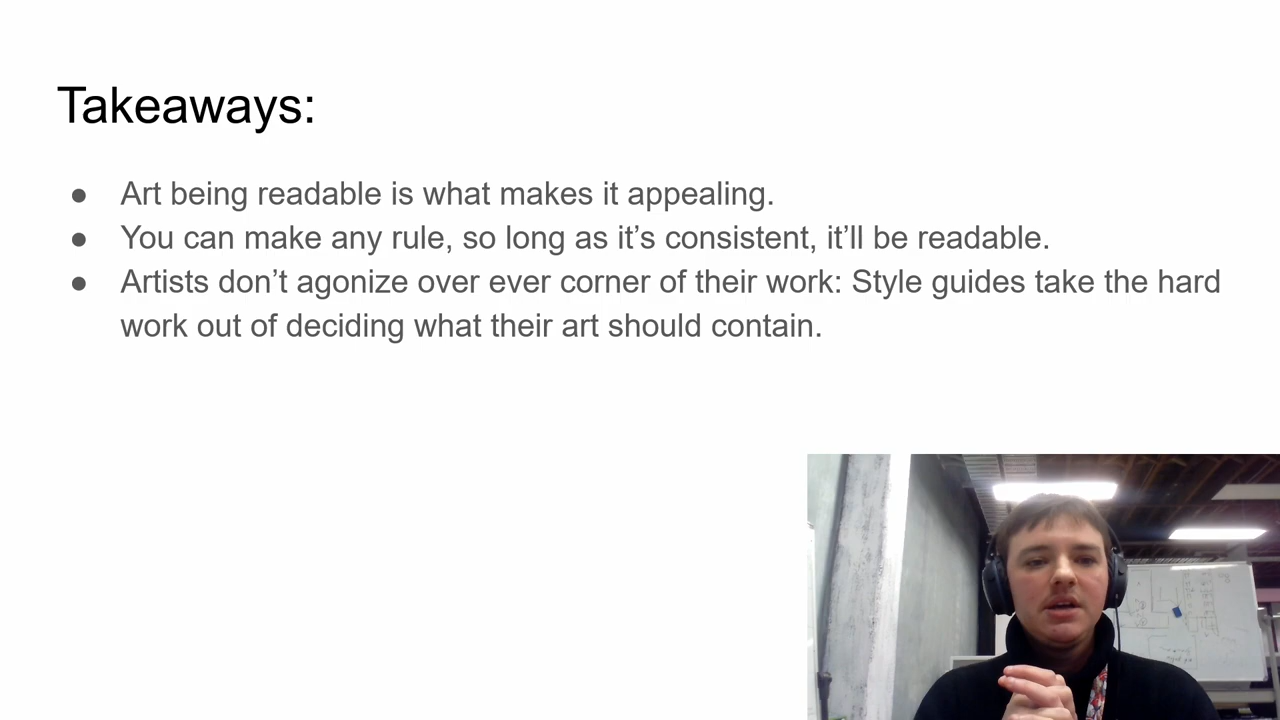 Takeaways:
● Art being readable is what makes it appealing.
● You can make any rule, so long as it’s consistent, it’ll be readable.
● Artists don’t agonize over ever corner of their work: Style guides take the hard
work out of deciding what their art should contain.